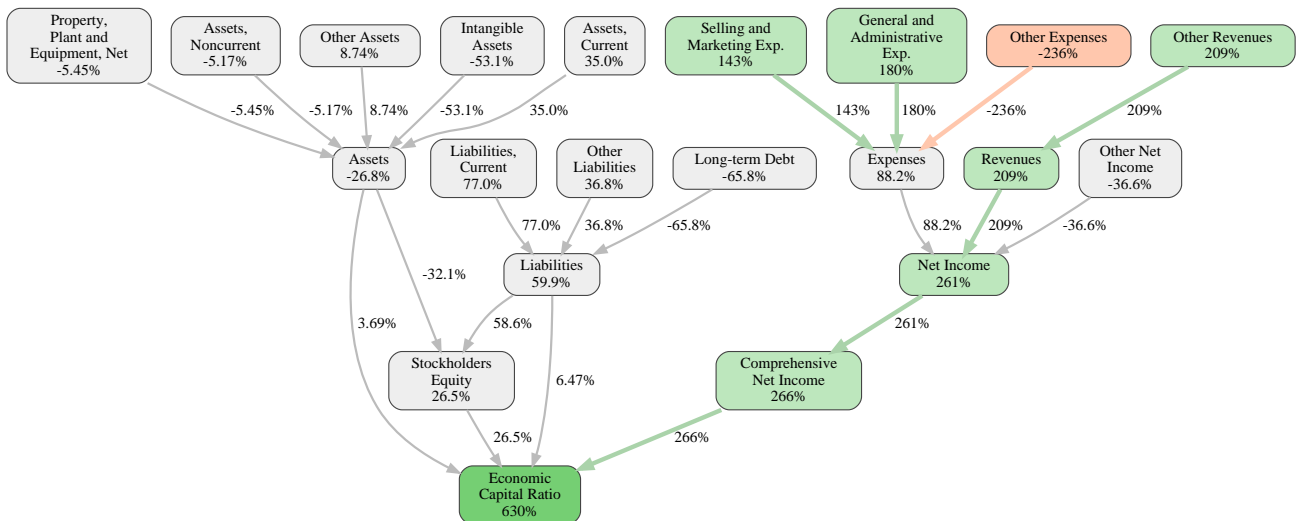 Property,
Plant and
Equipment, Net
-5.45%
Assets,
Noncurrent
-5.17%
Other Assets
8.74%
Intangible
Assets
-53.1%
Assets,
Current
35.0%
Selling and
Marketing Exp.
143%
General and
Administrative
Exp.
180%
Other Expenses
-236%
Other Revenues
209%
-5.45%
-5.17%
8.74%
-53.1%
35.0%
143%
180%
-236%
209%
Assets
-26.8%
Liabilities,
Current
77.0%
Other
Liabilities
36.8%
Long-term Debt
-65.8%
Expenses
88.2%
Revenues
209%
Other Net
Income
-36.6%
77.0%
36.8%
-65.8%
88.2%
209%
-36.6%
Liabilities
59.9%
Net Income
261%
-32.1%
3.69%
58.6%
261%
Stockholders
Equity
26.5%
6.47%
Comprehensive
Net Income
266%
26.5%
266%
Economic
Capital Ratio
630%